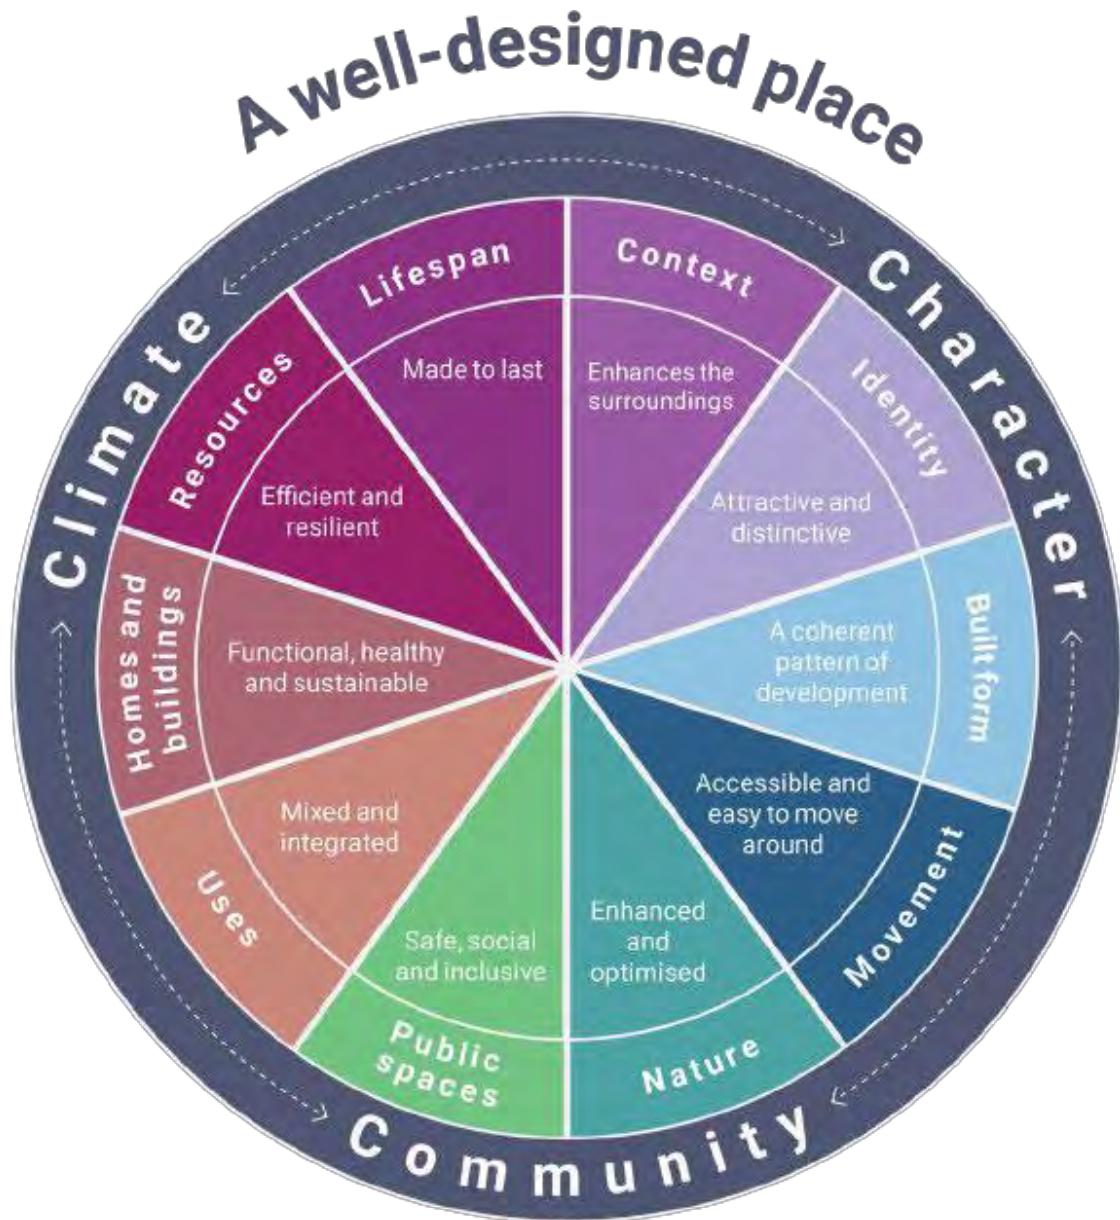 A well-designed place
Climate
Character
Community
Context
Enhances the
surroundings
Identity
Attractive and
distinctive
Built form
A coherent
pattern of
development
Movement
Accessible and
easy to move
around
Nature
Enhanced
and
optimised
Public
spaces
Safe, social
and inclusive
Uses
Mixed and
integrated
Homes and
buildings
Functional, healthy
and sustainable
Resources
Efficient and
resilient
Lifespan
Made to last